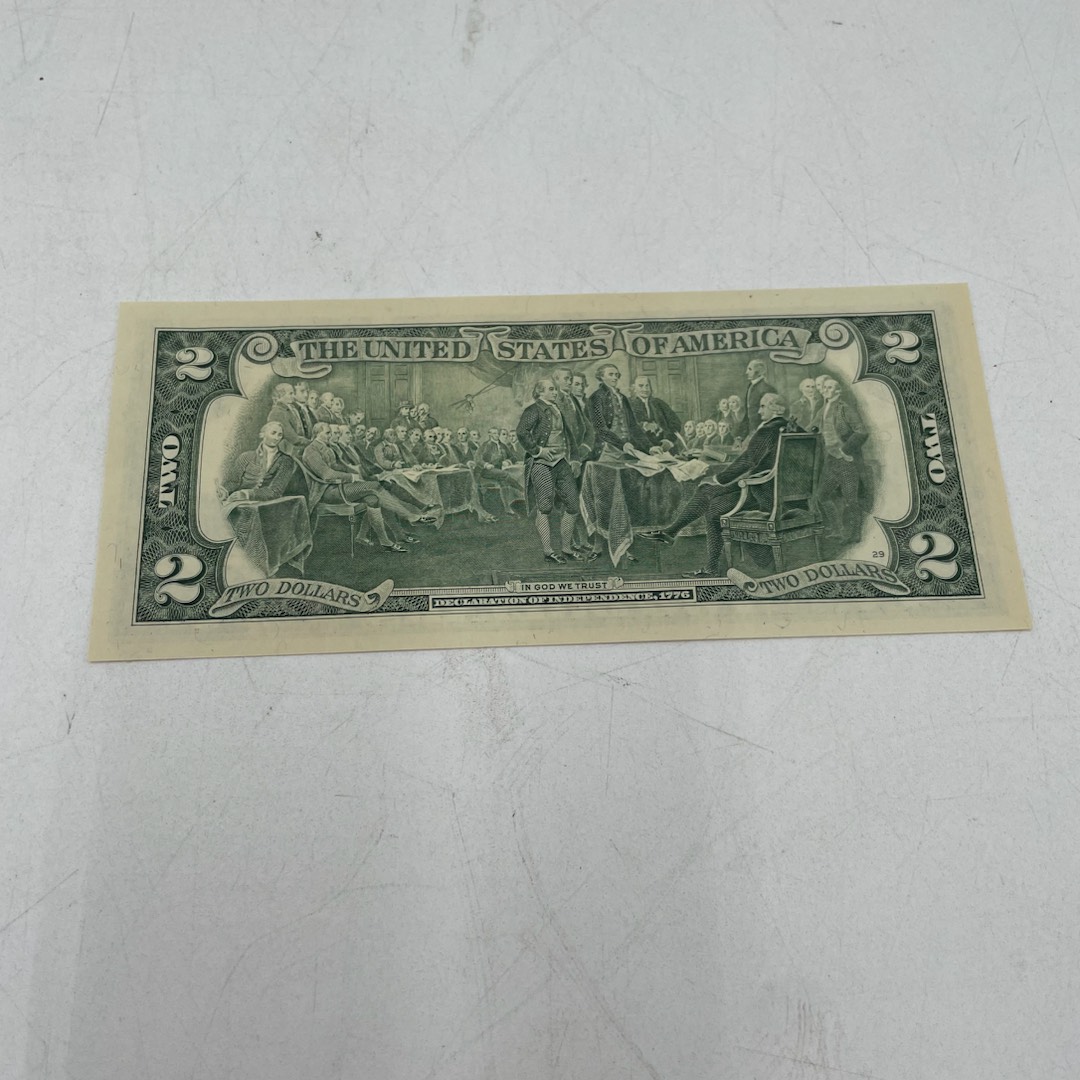 THE UNITED STATES OF AMERICA
2
2
TWO
TWO
29
2
2
TWO DOLLARS
IN GOD WE TRUST
TWO DOLLARS
DECLARATION OF INDEPENDENCE, 1776